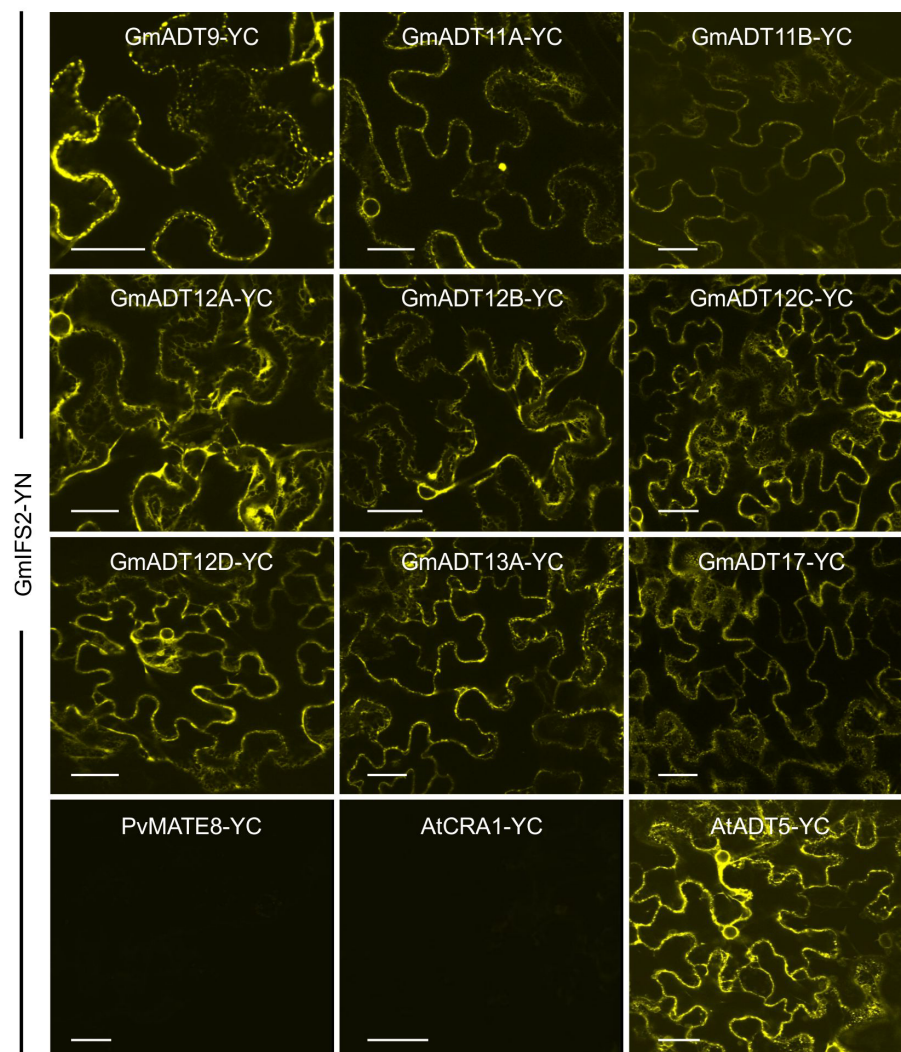 GmADT9-YC
GmADT11A-YC
GmADT11B-YC
GmADT12A-YC
GmADT12B-YC
GmADT12C-YC
GmIFS2-YN
GmADT12D-YC
GmADT13A-YC
GmADT17-YC
PvMATE8-YC
AtCRA1-YC
AtADT5-YC